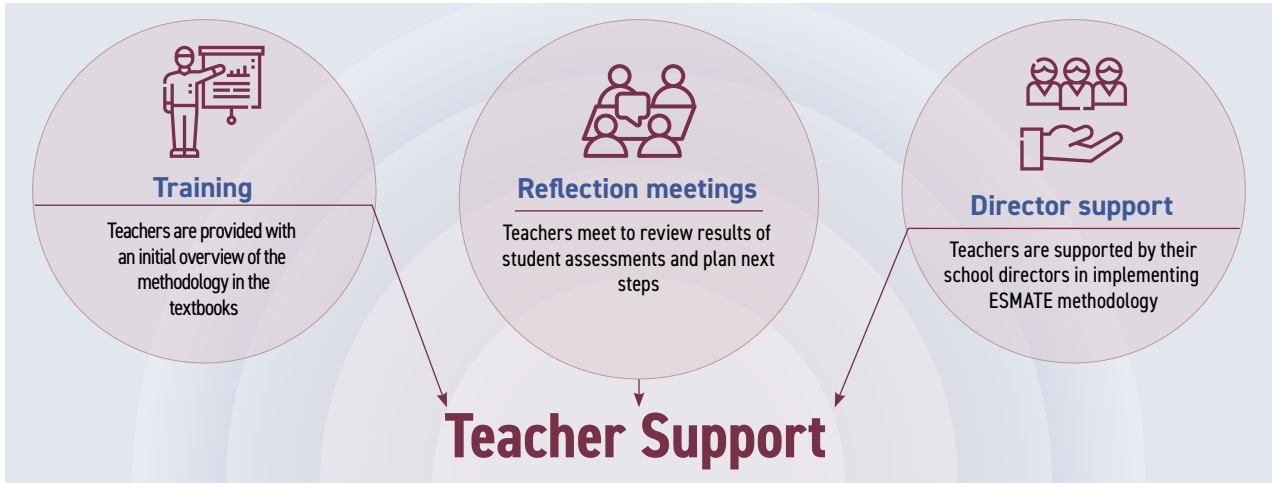 Training
Teachers are provided with
an initial overview of the
methodology in the
textbooks
Reflection meetings
Teachers meet to review results of
student assessments and plan next
steps
Director support
Teachers are supported by their
school directors in implementing
ESMATE methodology
Teacher Support